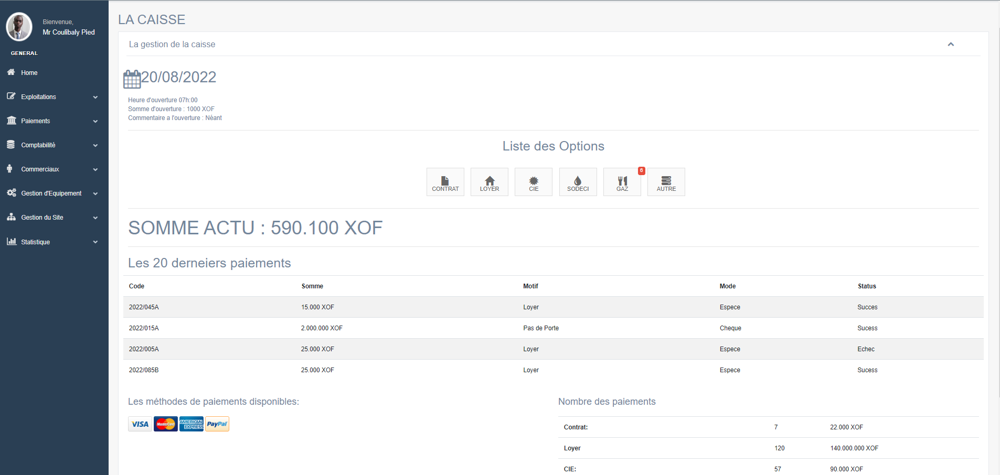 Bienvenue,
Mr Coulibaly Pied
GENERAL
Home
Exploitations
Paiements
Comptabilité
Commerciaux
Gestion d'Equipement
Gestion du Site
Statistique
LA CAISSE
La gestion de la caisse
20/08/2022
Heure d'ouverture 07h:00
Somme d'ouverture : 1000 XOF
Commentaire a l'ouverture : Néant
Liste des Options
CONTRAT LOYER CIE SODECI GAZ 6 AUTRE
SOMME ACTU : 590.100 XOF
Les 20 derneiers paiements
Code Somme Motif Mode Status
2022/045A 15.000 XOF Loyer Espece Succes
2022/015A 2.000.000 XOF Pas de Porte Cheque Sucess
2022/005A 25.000 XOF Loyer Espece Echec
2022/085B 25.000 XOF Loyer Espece Sucess
Les méthodes de paiements disponibles:
VISA MasterCard AMERICAN EXPRESS PayPal
Nombre des paiements
Contrat: 7 22.000 XOF
Loyer 120 140.000.000 XOF
CIE: 57 90.000 XOF